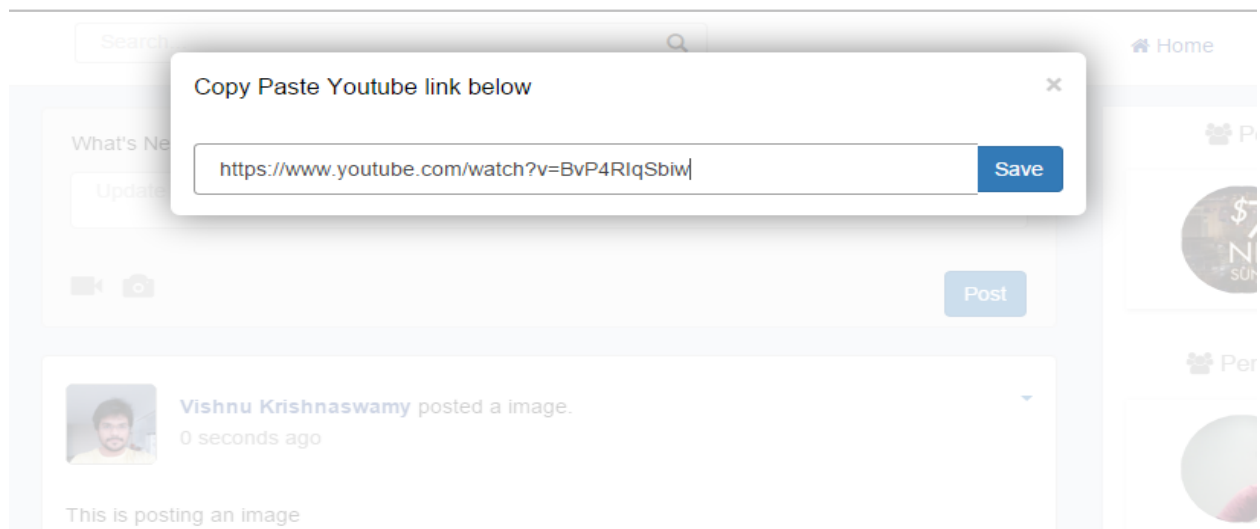 Search
Home
Copy Paste Youtube link below
×
What's Ne
https://www.youtube.com/watch?v=BvP4RIqSbiw
Save
Update
Post
$7
Vishnu Krishnaswamy posted a image.
0 seconds ago
This is posting an image